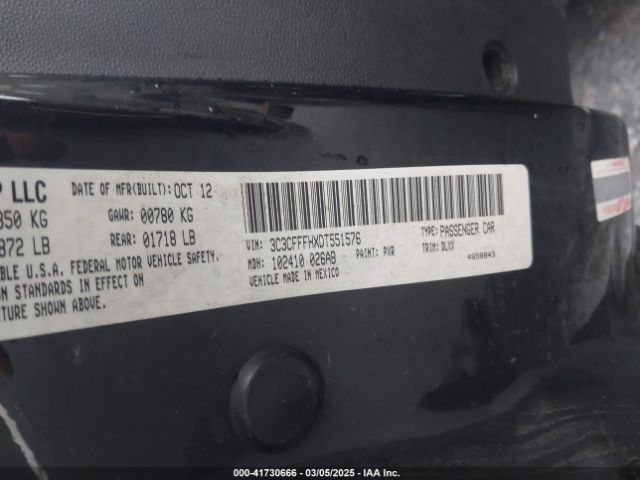 P LLC
DATE OF MFR(BUILT): OCT 12
850 KG
GAWR: 00780 KG
872 LB
REAR: 01718 LB
BLE U.S.A. FEDERAL MOTOR VEHICLE SAFETY.
ON STANDARDS IN EFFECT ON
TURE SHOWN ABOVE.
VIN: 3C3CFFFHXDT551576
TYPE: PASSENGER CAR
MDH: 102410 026AB
PAINT: PXR
TRIM: DLXX
VEHICLE MADE IN MEXICO
4658843
000-41730666 — 03/05/2025 — IAA Inc.